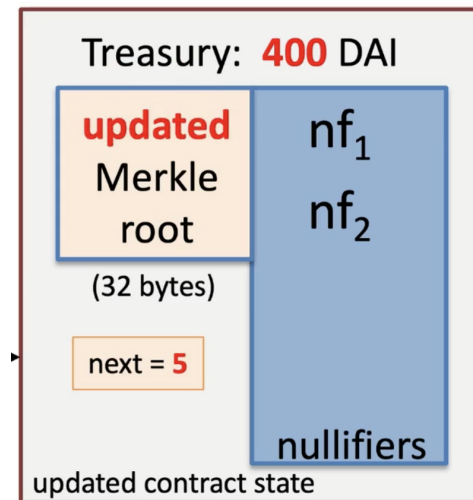 Treasury: 400 DAI
updated
Merkle
root
(32 bytes)
next = 5
nf₁
nf₂
nullifiers
updated contract state